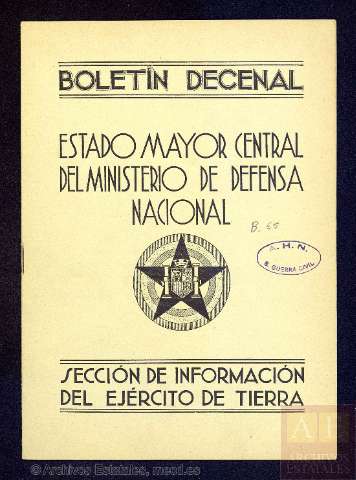 BOLETÍN DECENAL
ESTADO MAYOR CENTRAL
DEL MINISTERIO DE DEFENSA
NACIONAL
B. 65
A. H. N.
S. GUERRA CIVIL
SECCIÓN DE INFORMACIÓN
DEL EJÉRCITO DE TIERRA
AE
ARCHIVOS
ESTATALES
© Archivos Estatales, mecd.es